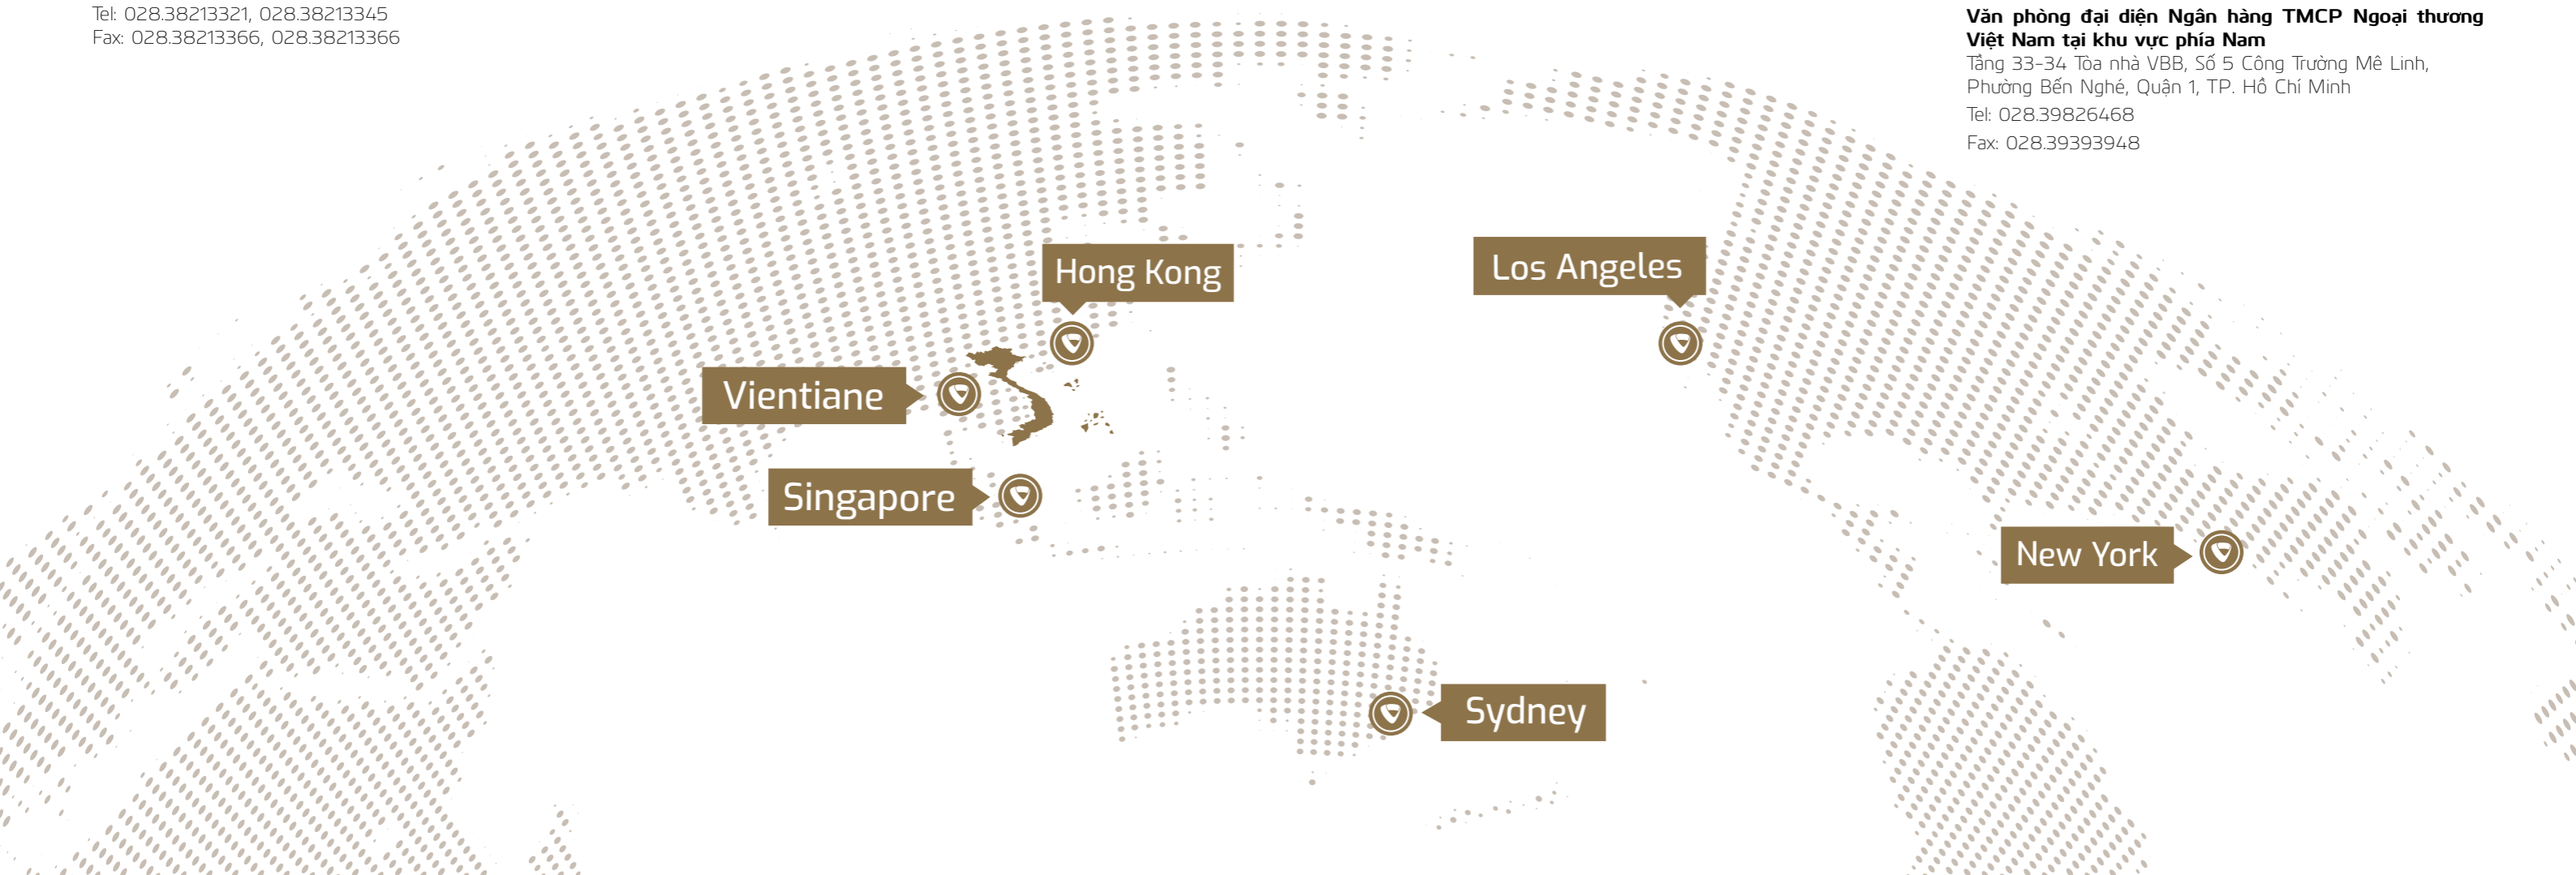 Tel: 028.38213321, 028.38213345
Fax: 028.38213366, 028.38213366
Văn phòng đại diện Ngân hàng TMCP Ngoại thương
Việt Nam tại khu vực phía Nam
Tầng 33-34 Tòa nhà VBB, Số 5 Công Trường Mê Linh,
Phường Bến Nghé, Quận 1, TP. Hồ Chí Minh
Tel: 028.39826468
Fax: 028.39393948
Hong Kong
Los Angeles
Vientiane
Singapore
New York
Sydney